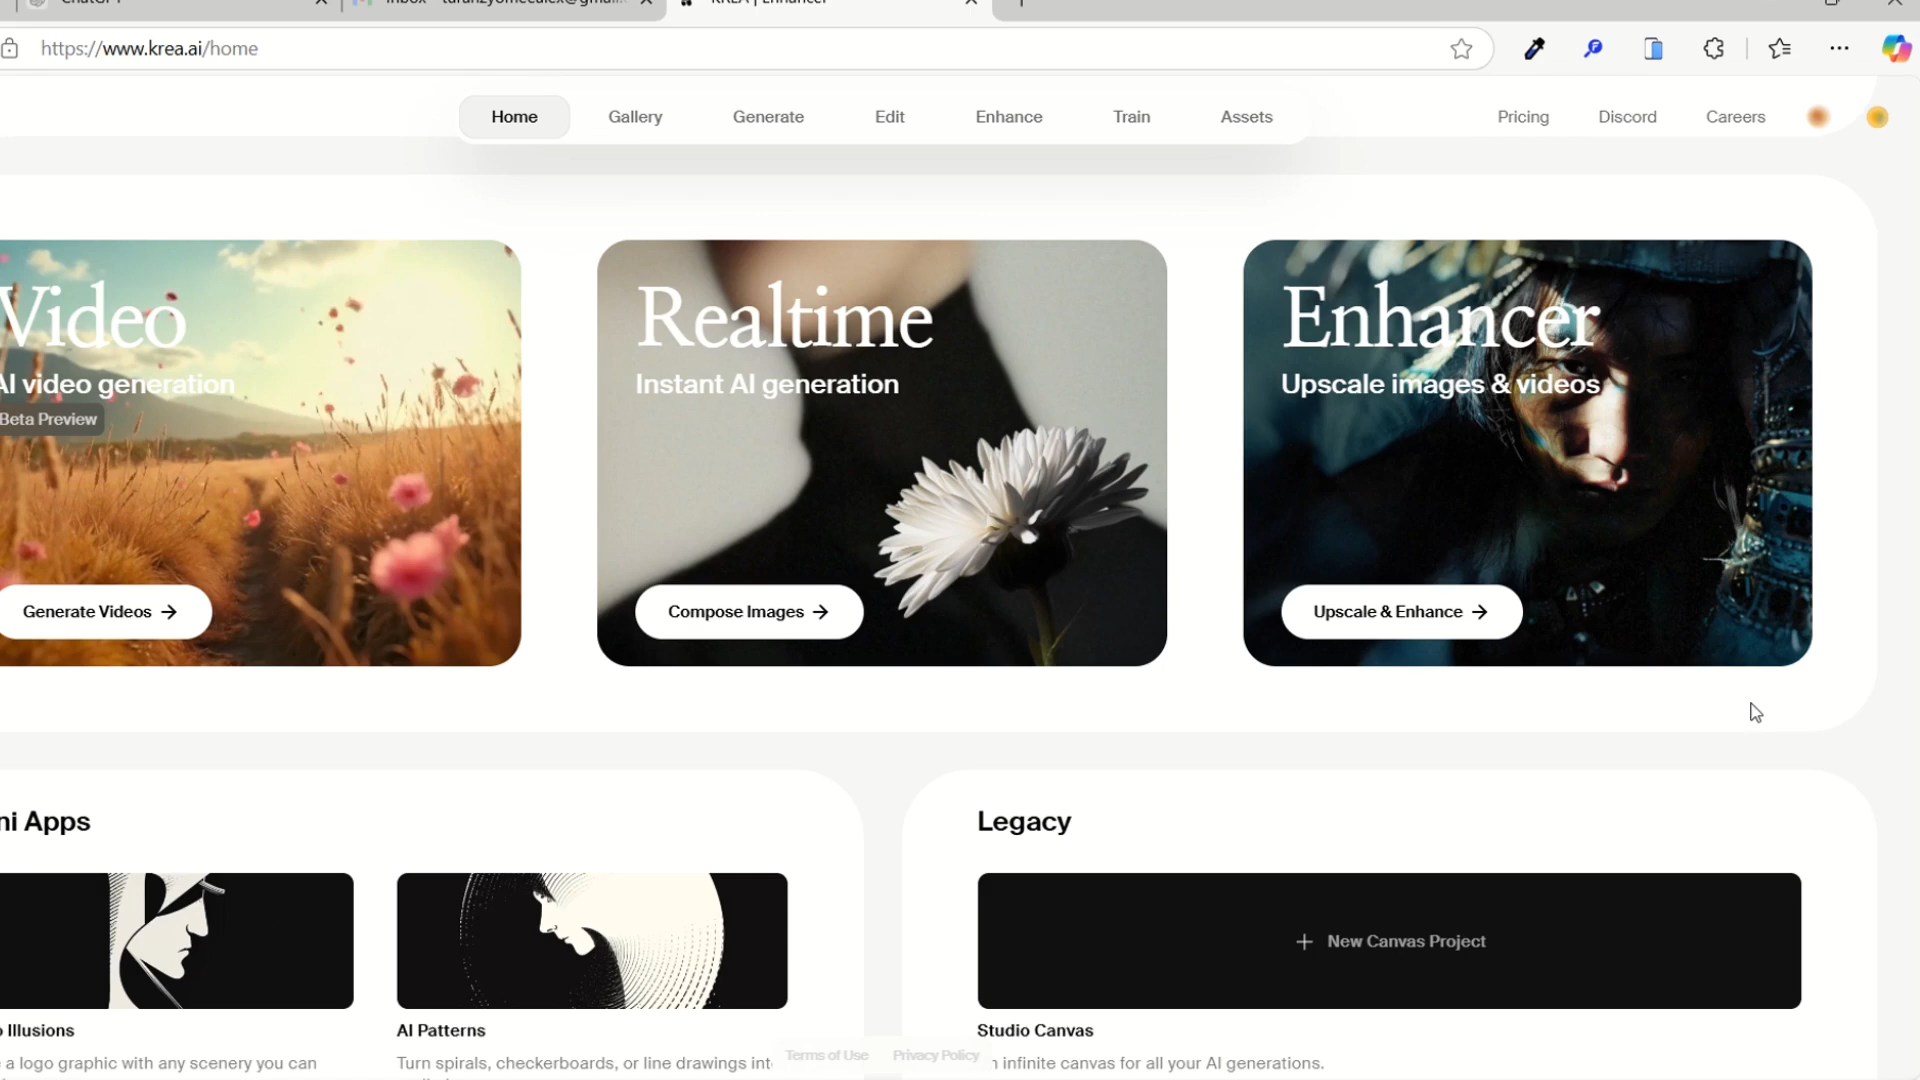 https://www.krea.ai/home
Home
Gallery
Generate
Edit
Enhance
Train
Assets
Pricing
Discord
Careers
Video
AI video generation
Beta Preview
Generate Videos →
Realtime
Instant AI generation
Compose Images →
Enhancer
Upscale images & videos
Upscale & Enhance →
ni Apps
Illusions
a logo graphic with any scenery you can
AI Patterns
Turn spirals, checkerboards, or line drawings int
Legacy
+ New Canvas Project
Studio Canvas
infinite canvas for all your AI generations.
Terms of Use
Privacy Policy